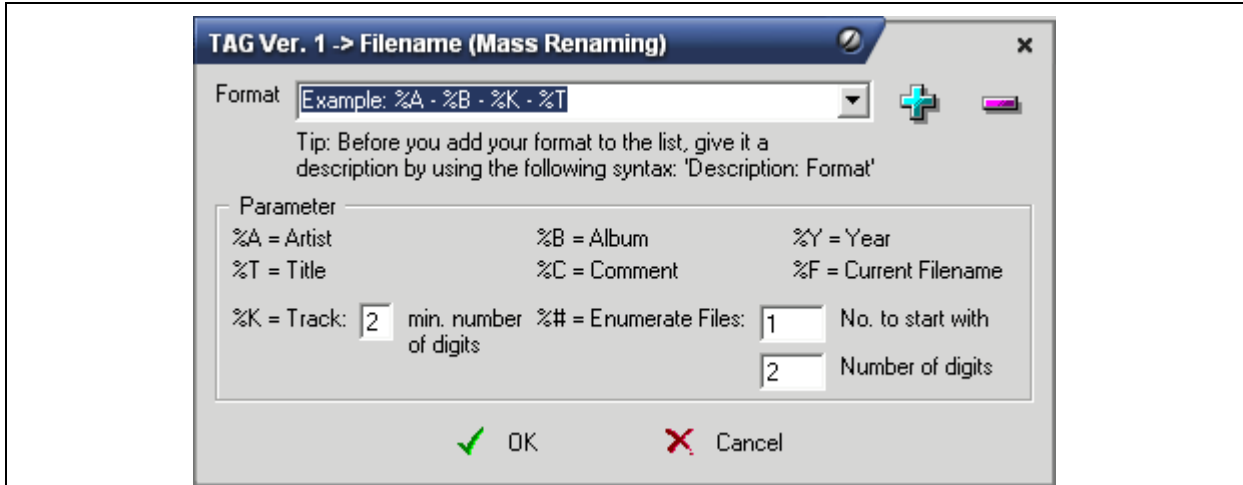 TAG Ver. 1 -> Filename (Mass Renaming)
Format Example: %A - %B - %K - %T
Tip: Before you add your format to the list, give it a
description by using the following syntax: 'Description: Format'
Parameter
%A = Artist %B = Album %Y = Year
%T = Title %C = Comment %F = Current Filename
%K = Track: 2 min. number of digits %# = Enumerate Files: 1 No. to start with
2 Number of digits
OK Cancel